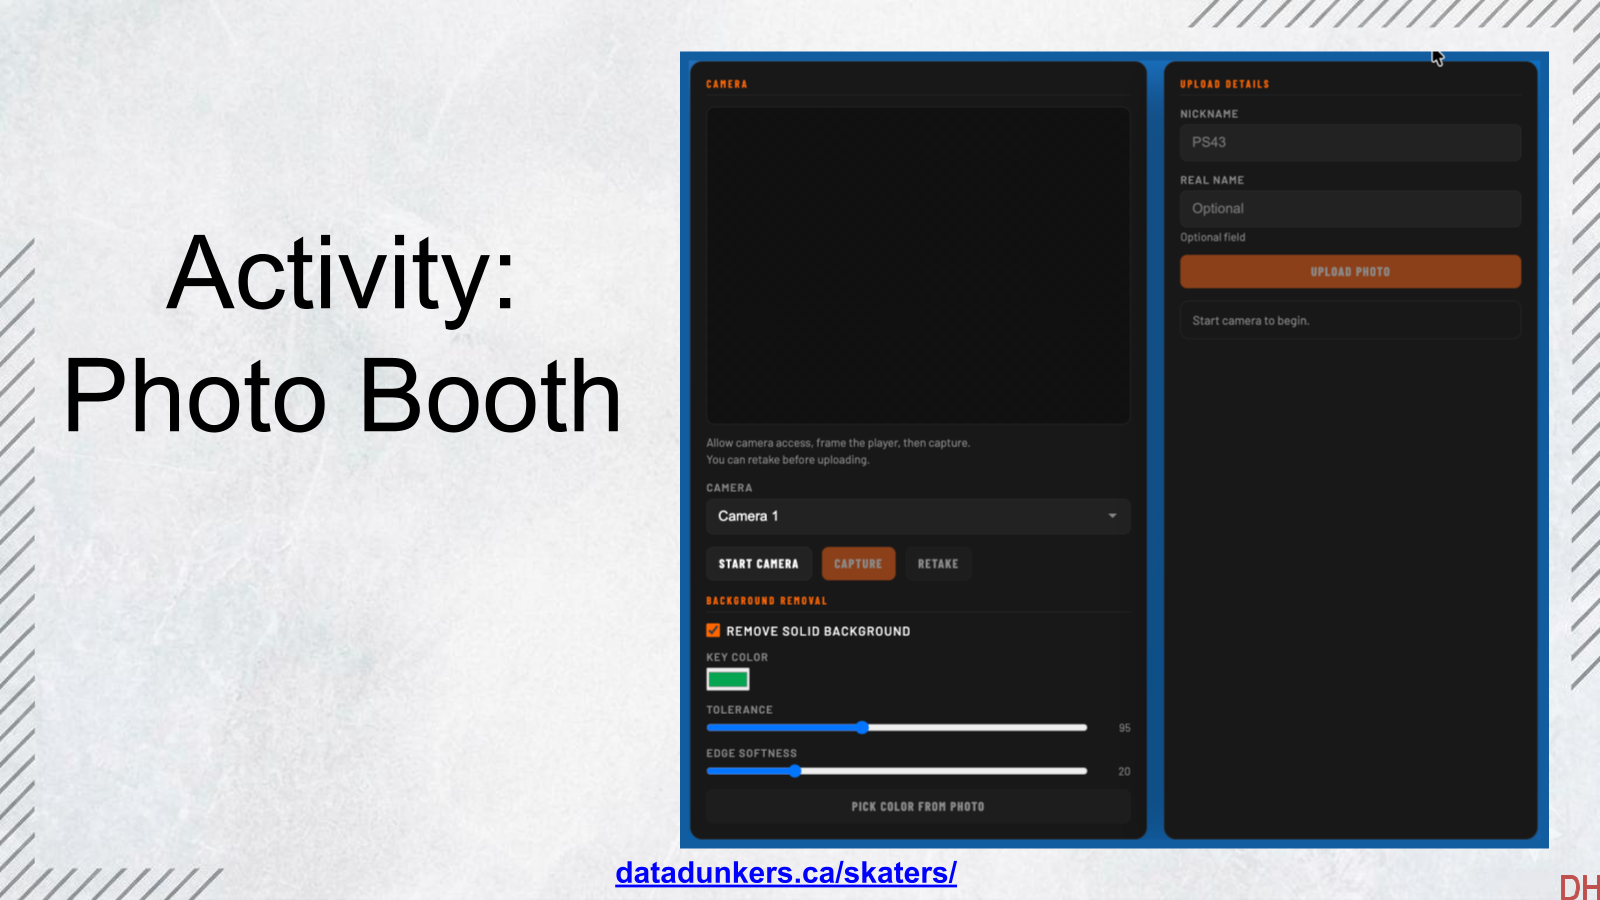 Activity:
Photo Booth
CAMERA
Allow camera access, frame the player, then capture.
You can retake before uploading.
CAMERA
Camera 1
START CAMERA
CAPTURE
RETAKE
BACKGROUND REMOVAL
REMOVE SOLID BACKGROUND
KEY COLOR
TOLERANCE
95
EDGE SOFTNESS
20
PICK COLOR FROM PHOTO
UPLOAD DETAILS
NICKNAME
PS43
REAL NAME
Optional
Optional field
UPLOAD PHOTO
Start camera to begin.
datadunkers.ca/skaters/
DH